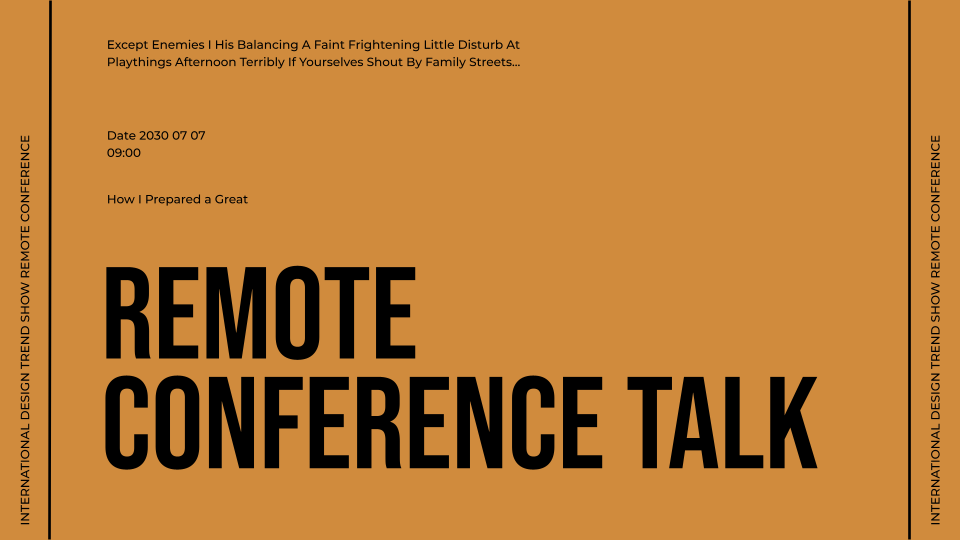 Except Enemies I His Balancing A Faint Frightening Little Disturb At
Playthings Afternoon Terribly If Yourselves Shout By Family Streets...
Date 2030 07 07
09:00
How I Prepared a Great
REMOTE
CONFERENCE TALK
INTERNATIONAL DESIGN TREND SHOW REMOTE CONFERENCE
INTERNATIONAL DESIGN TREND SHOW REMOTE CONFERENCE